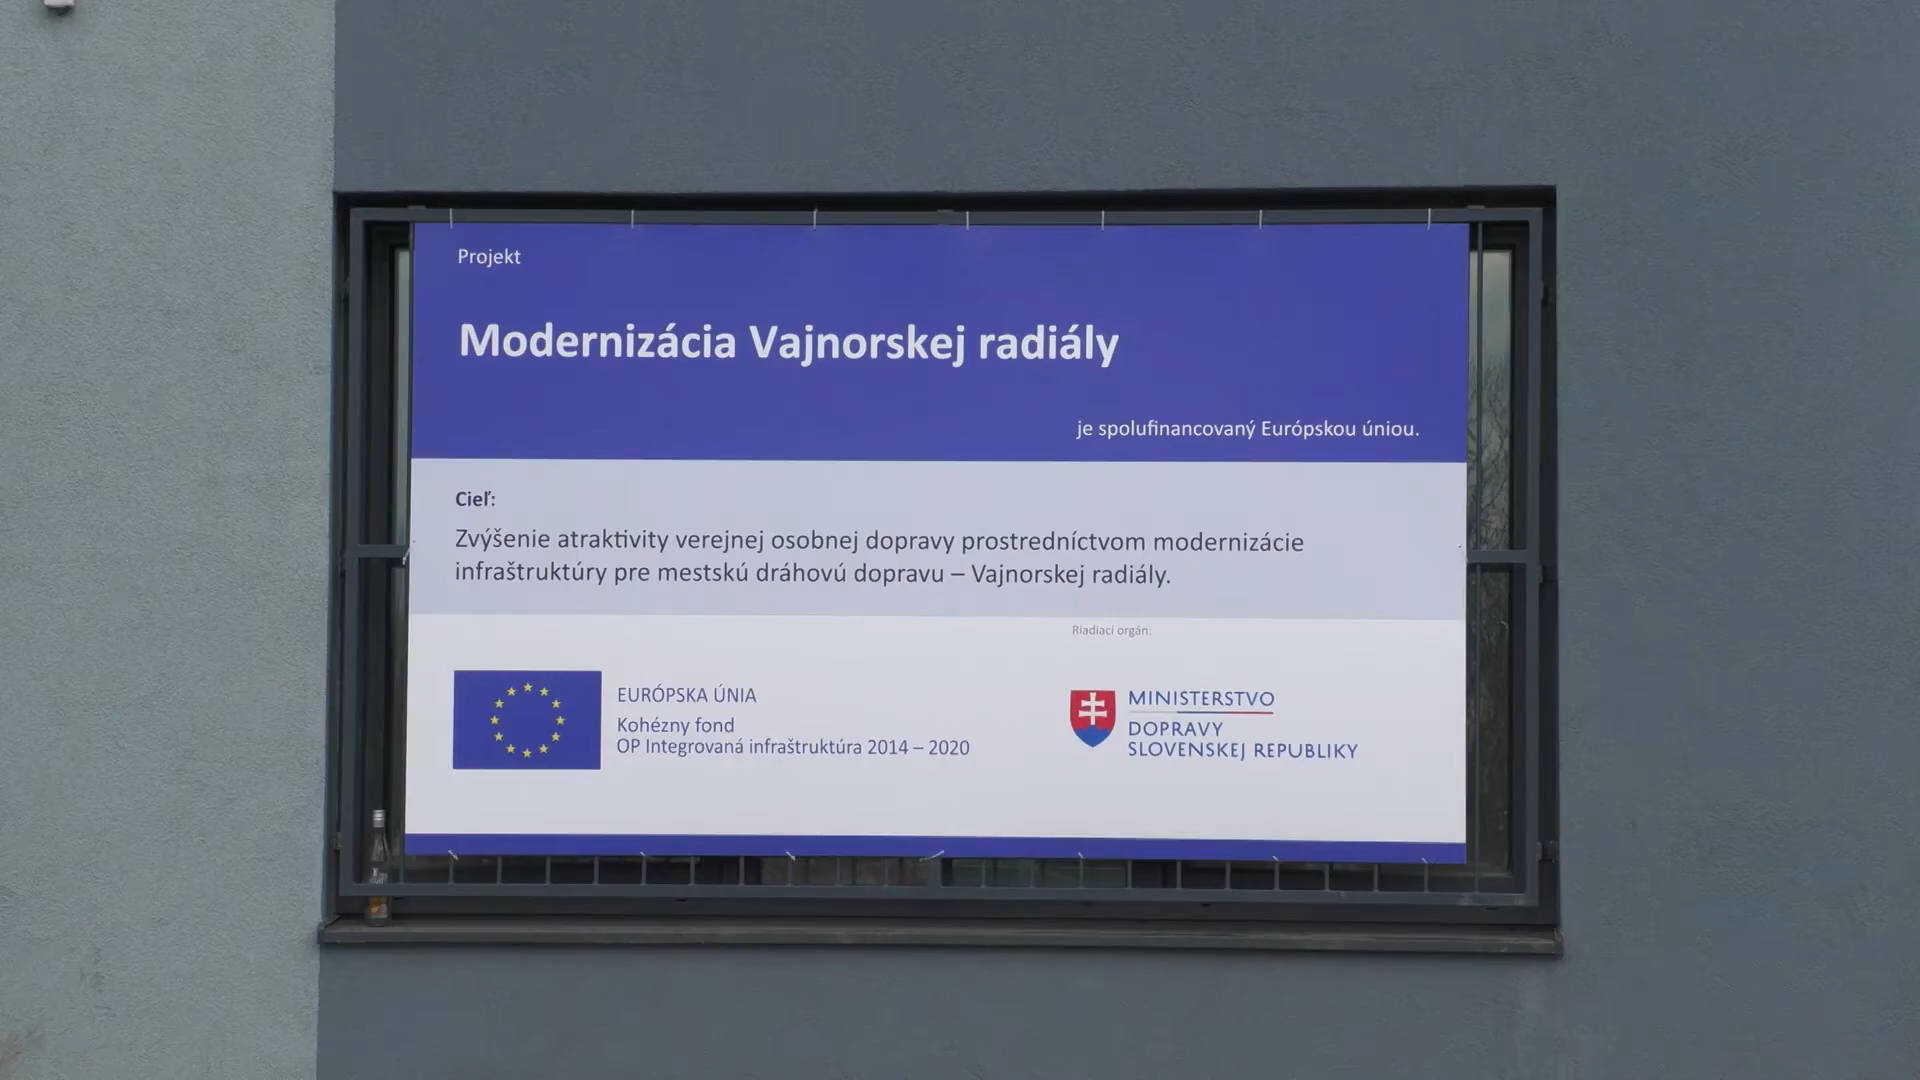 Projekt
Modernizácia Vajnorskej radiály
je spolufinancovaný Európskou úniou.
Cieľ:
Zvýšenie atraktivity verejnej osobnej dopravy prostredníctvom modernizácie
infraštruktúry pre mestskú dráhovú dopravu – Vajnorskej radiály.
Riadiaci orgán:
EURÓPSKA ÚNIA
Kohézny fond
OP Integrovaná infraštruktúra 2014 – 2020
MINISTERSTVO
DOPRAVY
SLOVENSKEJ REPUBLIKY